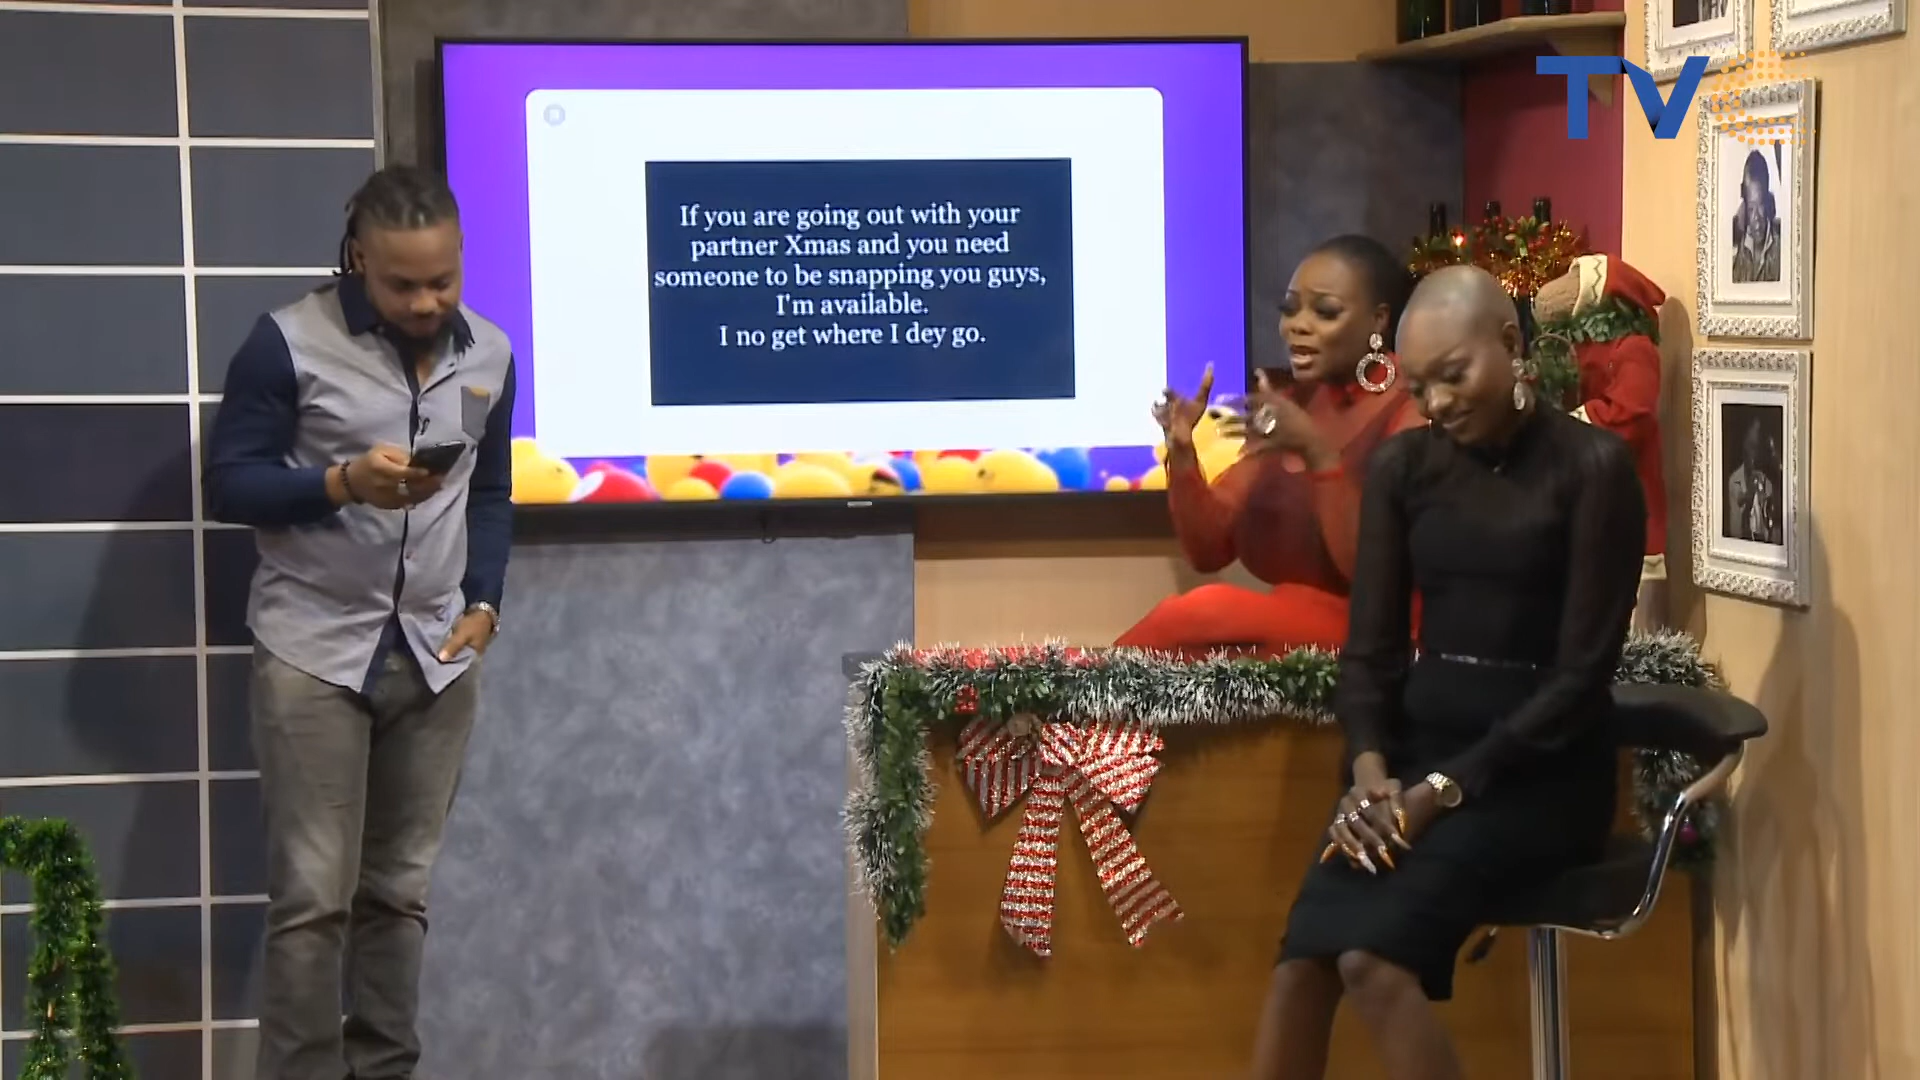 TVC
If you are going out with your
partner Xmas and you need
someone to be snapping you guys,
I'm available.
I no get where I dey go.